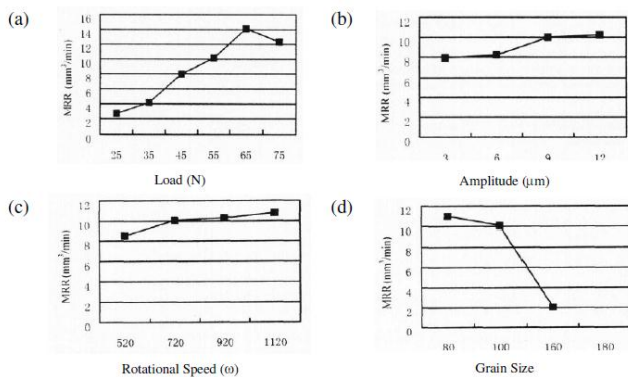 (a)
MRR (mm³/min)
16
14
12
10
8
6
4
2
0
25 35 45 55 65 75
Load (N)
(b)
MRR (mm³/min)
12
10
8
6
4
2
0
3 6 9 12
Amplitude (μm)
(c)
MRR (mm³/min)
12
10
8
6
4
2
0
520 720 920 1120
Rotational Speed (ω)
(d)
MRR (mm³/min)
12
10
8
6
4
2
0
80 100 160 180
Grain Size